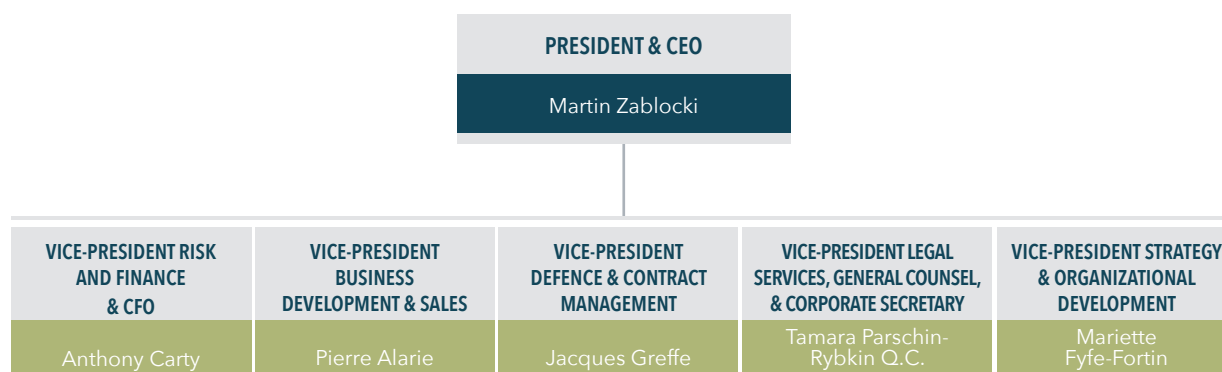 PRESIDENT & CEO
Martin Zablocki
VICE-PRESIDENT RISK
AND FINANCE
& CFO
Anthony Carty
VICE-PRESIDENT
BUSINESS
DEVELOPMENT & SALES
Pierre Alarie
VICE-PRESIDENT
DEFENCE & CONTRACT
MANAGEMENT
Jacques Greffe
VICE-PRESIDENT LEGAL
SERVICES, GENERAL COUNSEL,
& CORPORATE SECRETARY
Tamara Parschin-
Rybkin Q.C.
VICE-PRESIDENT STRATEGY
& ORGANIZATIONAL
DEVELOPMENT
Mariette
Fyfe-Fortin